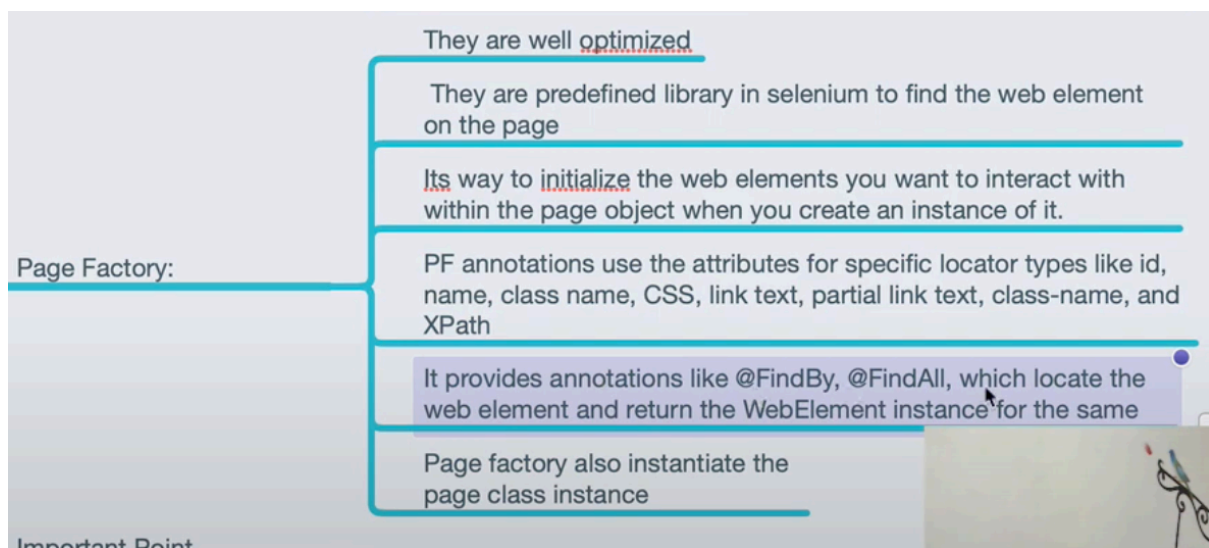 They are well optimized
They are predefined library in selenium to find the web element
on the page
Its way to initialize the web elements you want to interact with
within the page object when you create an instance of it.
Page Factory:
PF annotations use the attributes for specific locator types like id,
name, class name, CSS, link text, partial link text, class-name, and
XPath
It provides annotations like @FindBy, @FindAll, which locate the
web element and return the WebElement instance for the same
Page factory also instantiate the
page class instance
Important Point